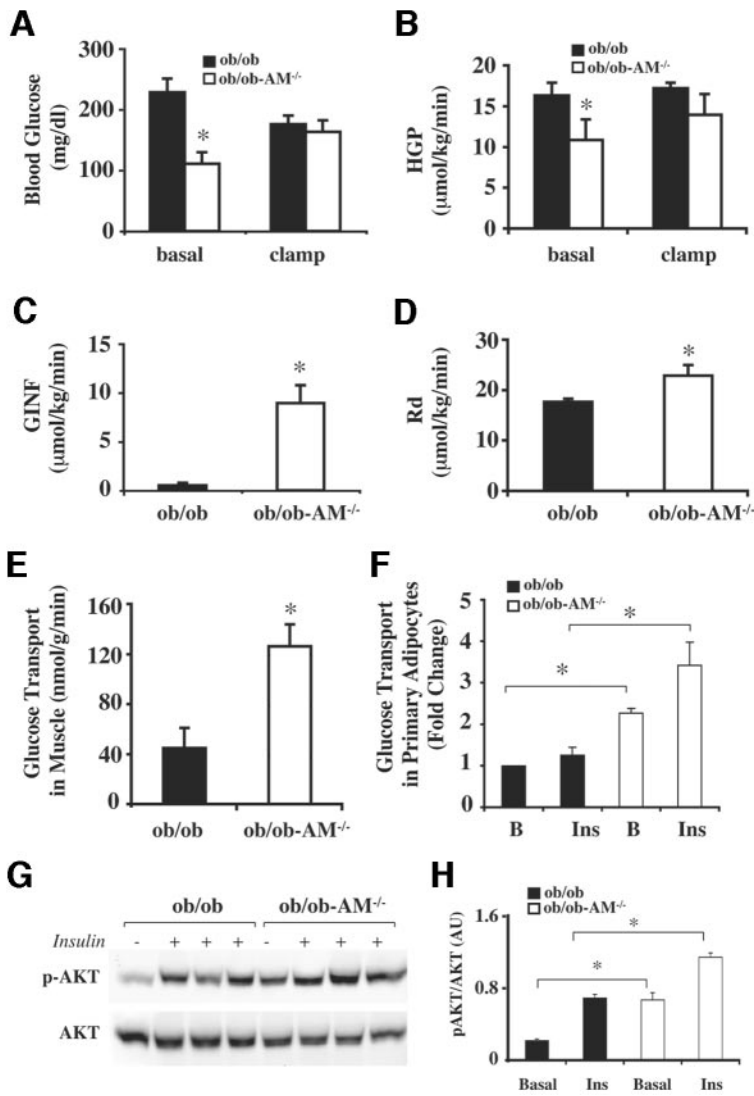 A
ob/ob
ob/ob-AM-/-
Blood Glucose
(mg/dl)
300
200
100
0
*
basal
clamp
B
ob/ob
ob/ob-AM-/-
HGP
(μmol/kg/min)
20
15
10
5
0
*
basal
clamp
C
GINF
(μmol/kg/min)
15
10
5
0
*
ob/ob
ob/ob-AM-/-
D
Rd
(μmol/kg/min)
30
20
10
0
*
ob/ob
ob/ob-AM-/-
E
Glucose Transport
in Muscle (nmol/g/min)
160
120
80
40
0
*
ob/ob
ob/ob-AM-/-
F
ob/ob
ob/ob-AM-/-
Glucose Transport
in Primary Adipocytes
(Fold Change)
5
4
3
2
1
0
*
*
B
Ins
B
Ins
G
ob/ob
ob/ob-AM-/-
Insulin - + + + - + + +
p-AKT
AKT
H
ob/ob
ob/ob-AM-/-
pAKT/AKT (AU)
1.6
0.8
0
*
*
Basal
Ins
Basal
Ins